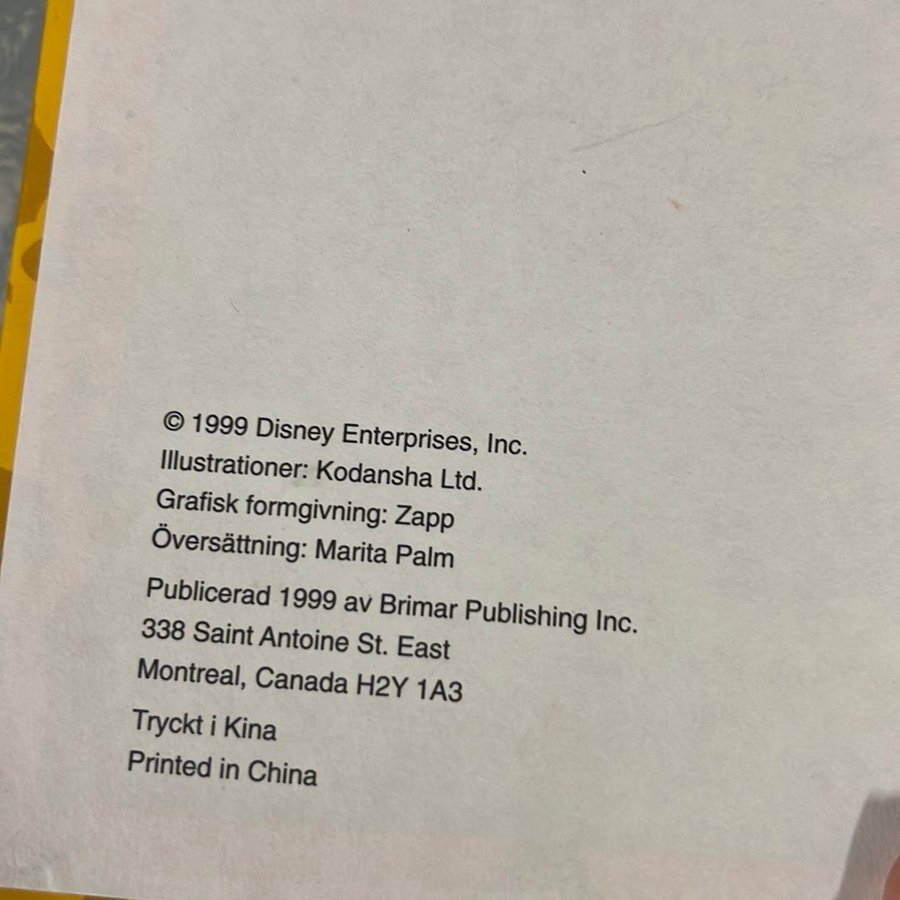 © 1999 Disney Enterprises, Inc.
Illustrationer: Kodansha Ltd.
Grafisk formgivning: Zapp
Översättning: Marita Palm
Publicerad 1999 av Brimar Publishing Inc.
338 Saint Antoine St. East
Montreal, Canada H2Y 1A3
Tryckt i Kina
Printed in China